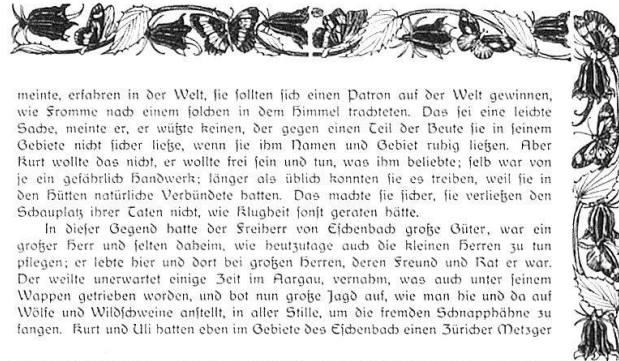 meinte, erfahren in der Welt, sie sollten sich einen Patron auf der Welt gewinnen,
wie Fromme nach einem solchen in dem Himmel trachteten. Das sei eine leichte
Sache, meinte er, er wüßte keinen, der gegen einen Teil der Beute sie in seinem
Gebiete nicht sicher ließe, wenn sie ihm Namen und Gebiet ruhig ließen. Aber
Kurt wollte das nicht, er wollte frei sein und tun, was ihm beliebte; selb war von
je ein gefährlich Handwerk; länger als üblich konnten sie es treiben, weil sie in
den Hütten natürliche Verbündete hatten. Das machte sie sicher, sie verließen den
Schauplatz ihrer Taten nicht, wie Klugheit sonst geraten hätte.
In dieser Gegend hatte der Freiherr von Eschenbach große Güter, war ein
großer Herr und selten daheim, wie heutzutage auch die kleinen Herren zu tun
pflegen; er lebte hier und dort bei großen Herren, deren Freund und Rat er war.
Der weilte unerwartet einige Zeit im Aargau, vernahm, was auch unter seinem
Wappen getrieben worden, und bot nun große Jagd auf, wie man hie und da auf
Wölfe und Wildschweine anstellt, in aller Stille, um die fremden Schnapphähne zu
fangen. Kurt und Uli hatten eben im Gebiete des Eschenbach einen Züricher Metzger